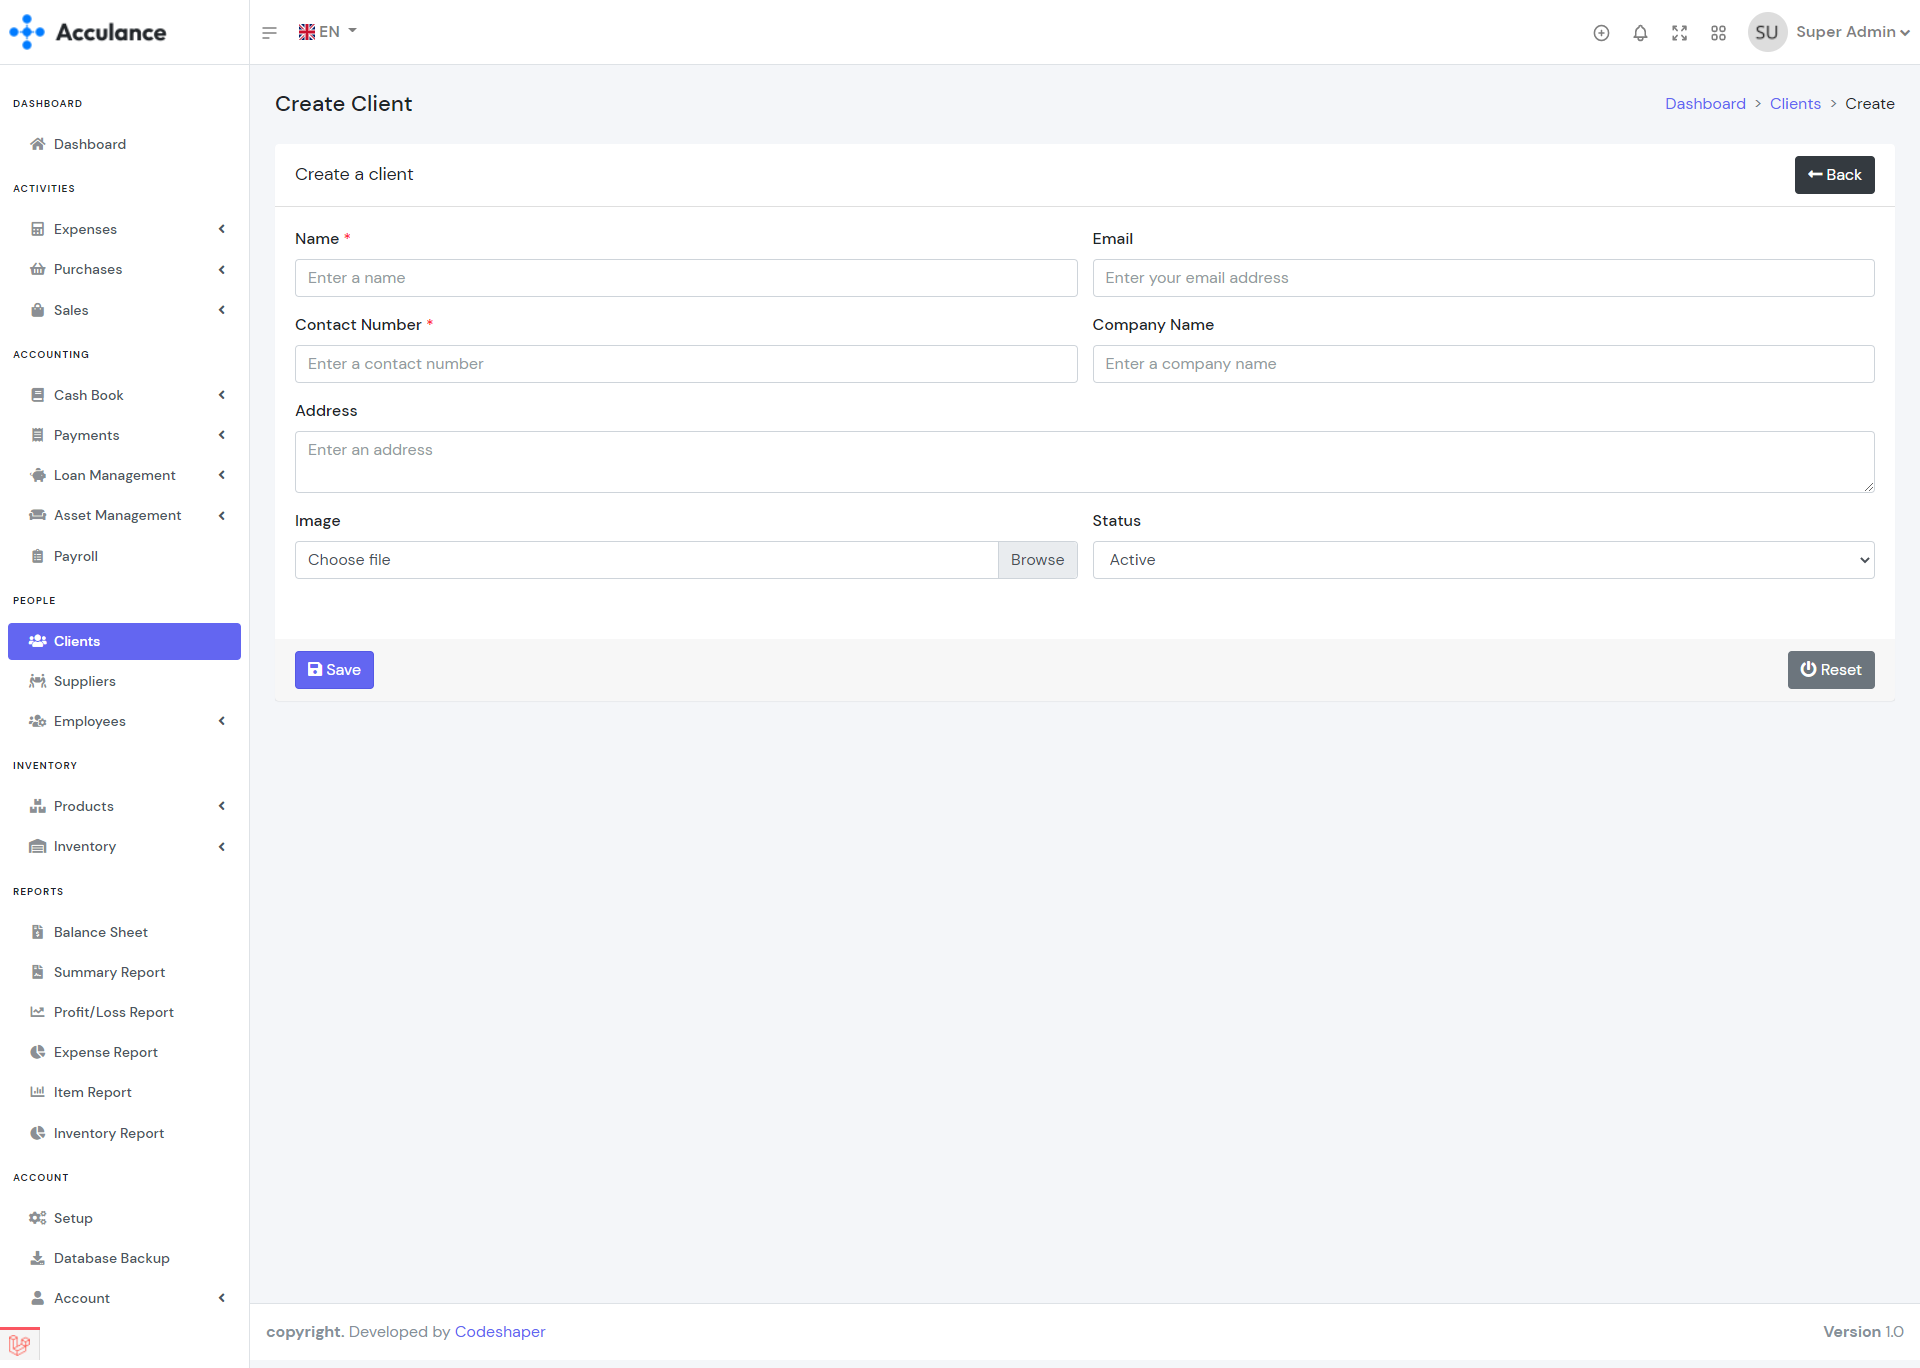 Acculance
EN
SU Super Admin
DASHBOARD
Dashboard
ACTIVITIES
Expenses
Purchases
Sales
ACCOUNTING
Cash Book
Payments
Loan Management
Asset Management
Payroll
PEOPLE
Clients
Suppliers
Employees
INVENTORY
Products
Inventory
REPORTS
Balance Sheet
Summary Report
Profit/Loss Report
Expense Report
Item Report
Inventory Report
ACCOUNT
Setup
Database Backup
Account
Create Client
Dashboard > Clients > Create
Create a client
Back
Name *
Email
Enter a name
Enter your email address
Contact Number *
Company Name
Enter a contact number
Enter a company name
Address
Enter an address
Image
Status
Choose file Browse
Active
Save
Reset
copyright. Developed by Codeshaper
Version 1.0